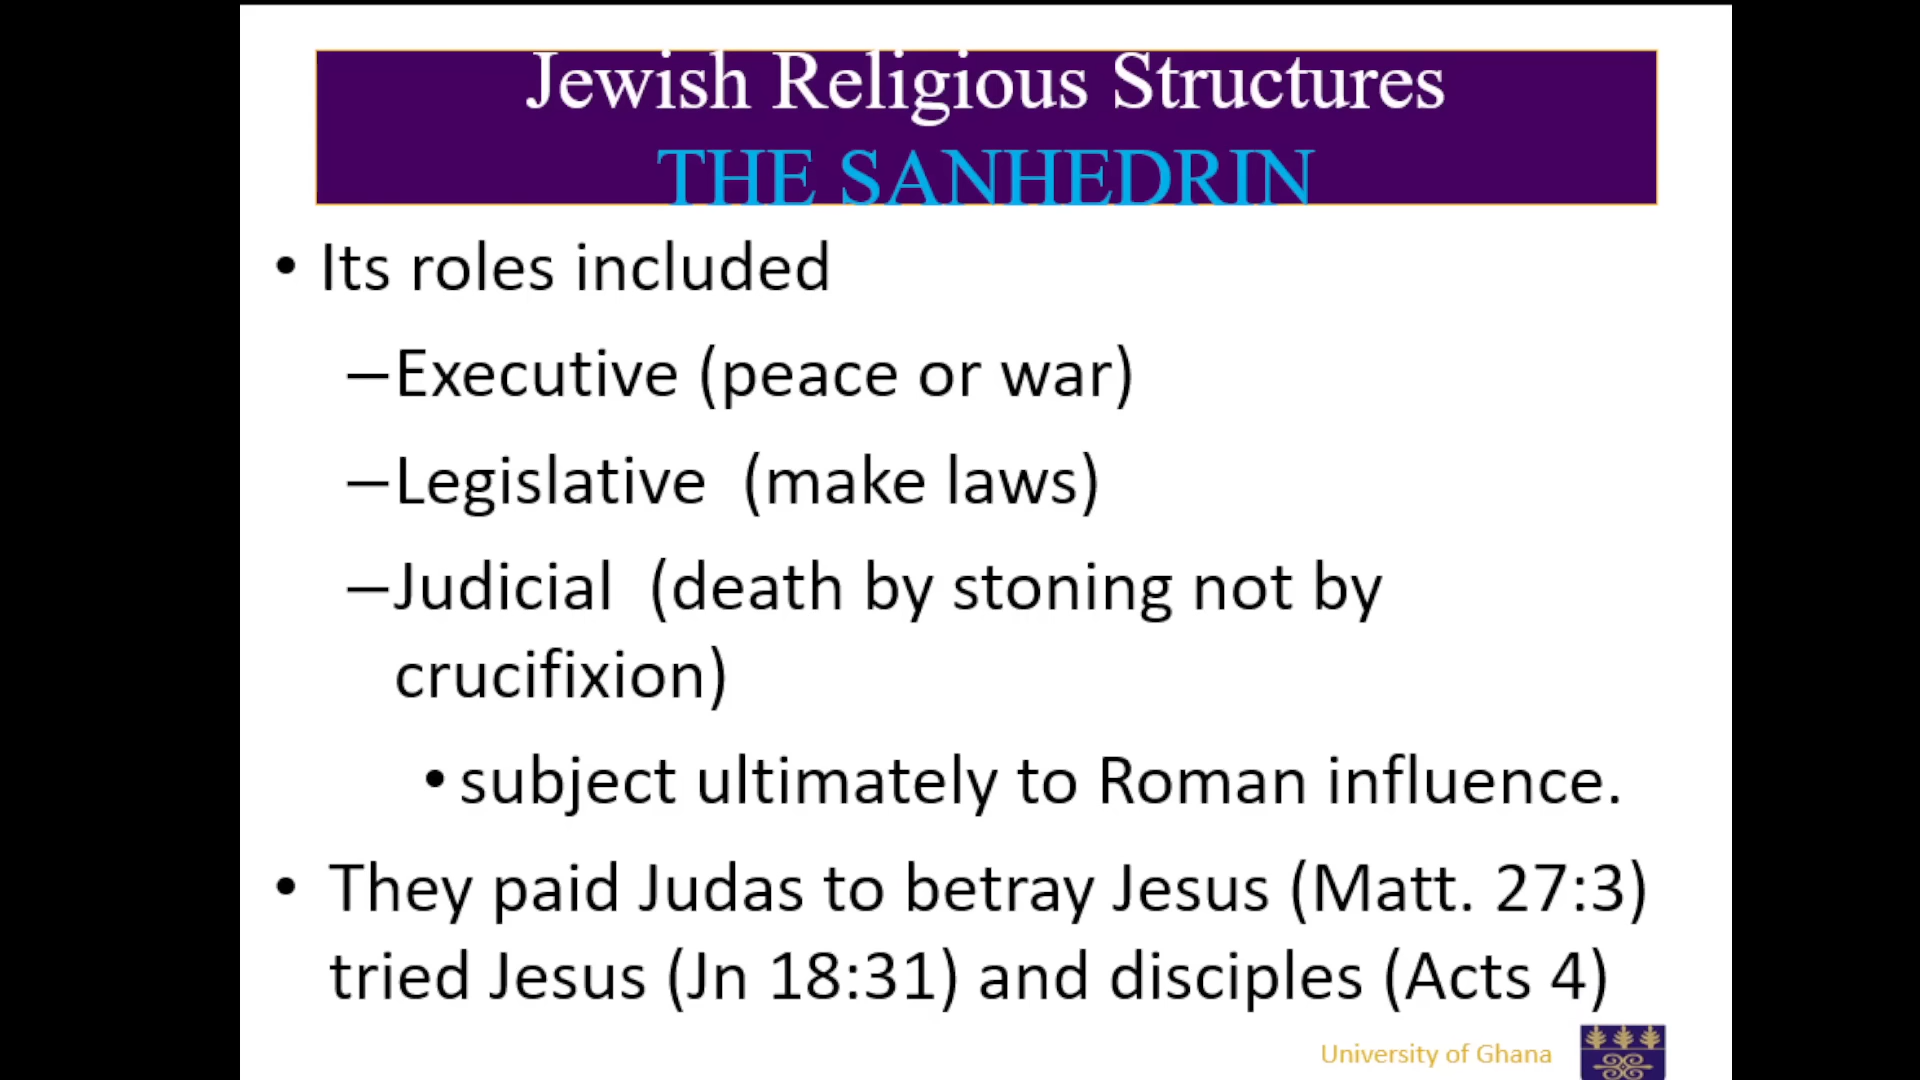 Jewish Religious Structures
THE SANHEDRIN
• Its roles included
–Executive (peace or war)
–Legislative (make laws)
–Judicial (death by stoning not by
crucifixion)
• subject ultimately to Roman influence.
• They paid Judas to betray Jesus (Matt. 27:3)
tried Jesus (Jn 18:31) and disciples (Acts 4)
University of Ghana